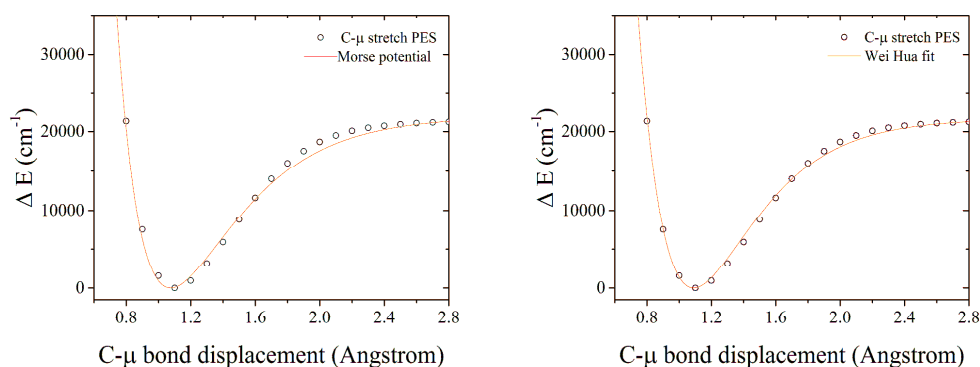 C-μ stretch PES
Morse potential
30000
20000
10000
0
Δ E (cm⁻¹)
0.8 1.2 1.6 2.0 2.4 2.8
C-μ bond displacement (Angstrom)
C-μ stretch PES
Wei Hua fit
30000
20000
10000
0
Δ E (cm⁻¹)
0.8 1.2 1.6 2.0 2.4 2.8
C-μ bond displacement (Angstrom)